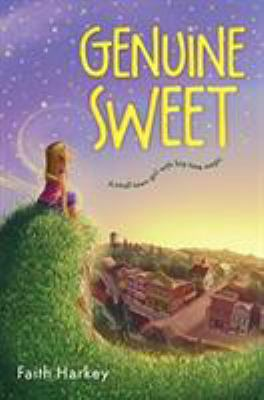 GENUINE
SWEET
A small town girl with big-time magic
Faith Harkey